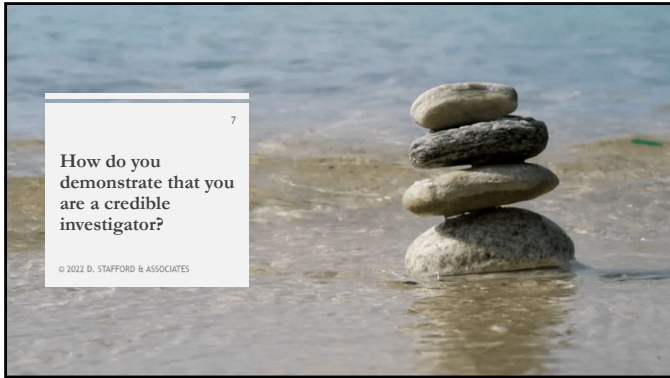 7
How do you
demonstrate that you
are a credible
investigator?
© 2022 D. STAFFORD & ASSOCIATES